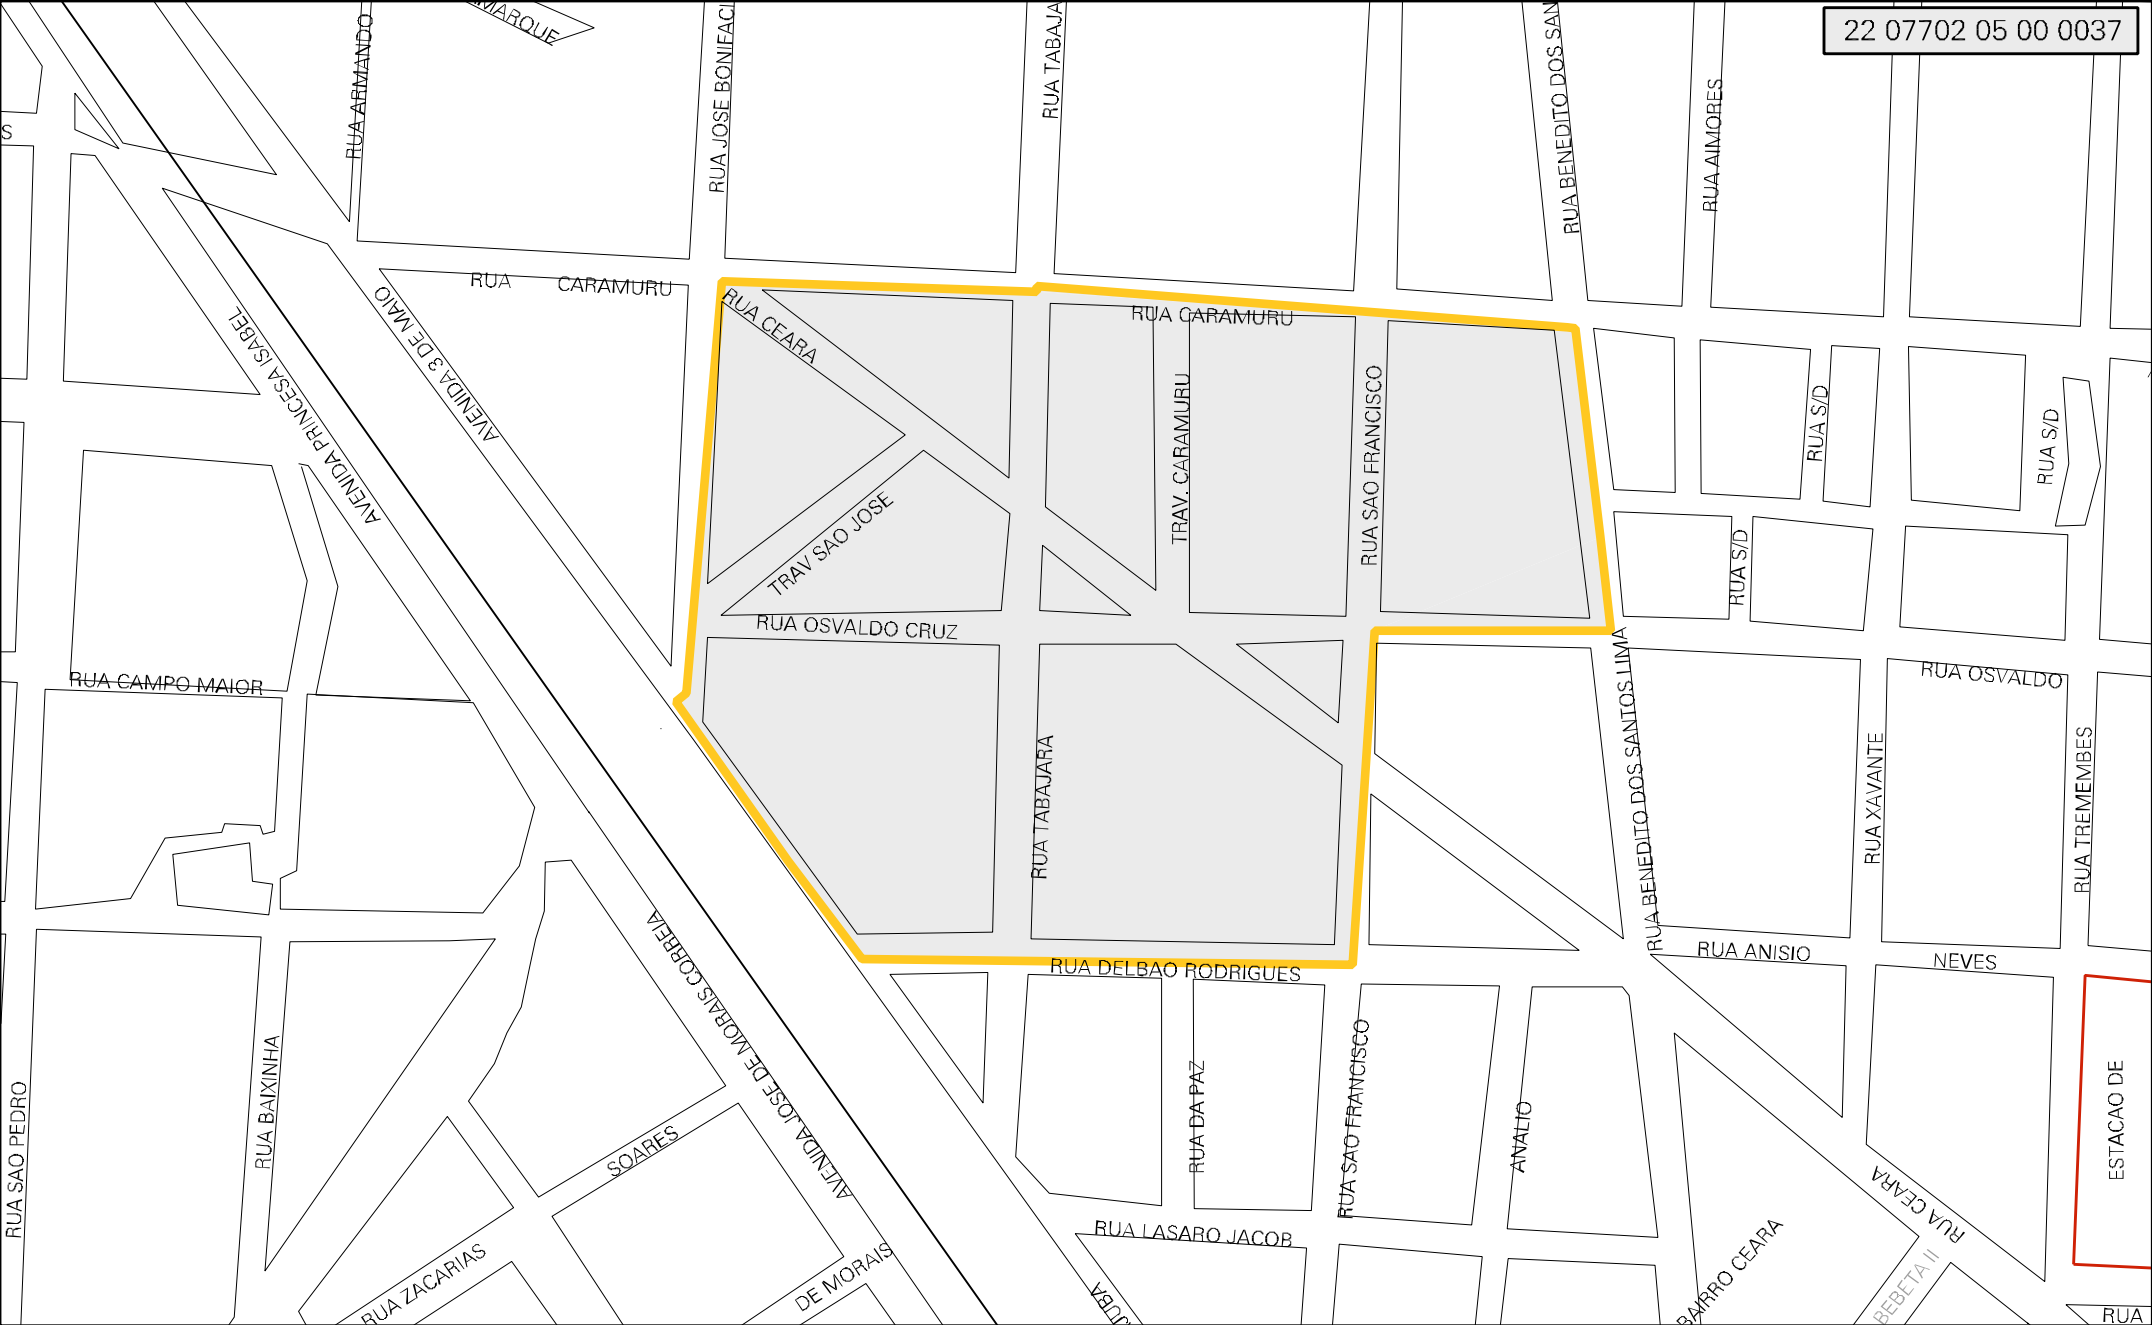 22 07702 05 00 0037
RUA ARMANDO
RUA JOSE BONIFACI
RUA TABAJA
RUA BENEDITO DOS SAN
RUA AIMORES
S
RUA CARAMURU
AVENIDA 3 DE MAIO
AVENIDA PRINCESA ISABEL
RUA CEARA
RUA CARAMURU
TRAV. CARAMURU
RUA SAO FRANCISCO
RUA S/D
RUA S/D
RUA S/D
TRAV SAO JOSE
RUA OSVALDO CRUZ
RUA CAMPO MAIOR
RUA OSVALDO
RUA TABAJARA
RUA BENEDITO DOS SANTOS LIMA
RUA XAVANTE
RUA TREMEMBES
RUA DELBAO RODRIGUES
RUA ANISIO NEVES
AVENIDA JOSE DE MORAIS CORREIA
RUA SAO PEDRO
RUA BAIXINHA
SOARES
RUA DA PAZ
RUA SAO FRANCISCO
ANALIO
ESTACAO DE
RUA CEARA
RUA LASARO JACOB
RUA ZACARIAS
DE MORAIS
BAIRRO CEARA
BEBETA II
RUA